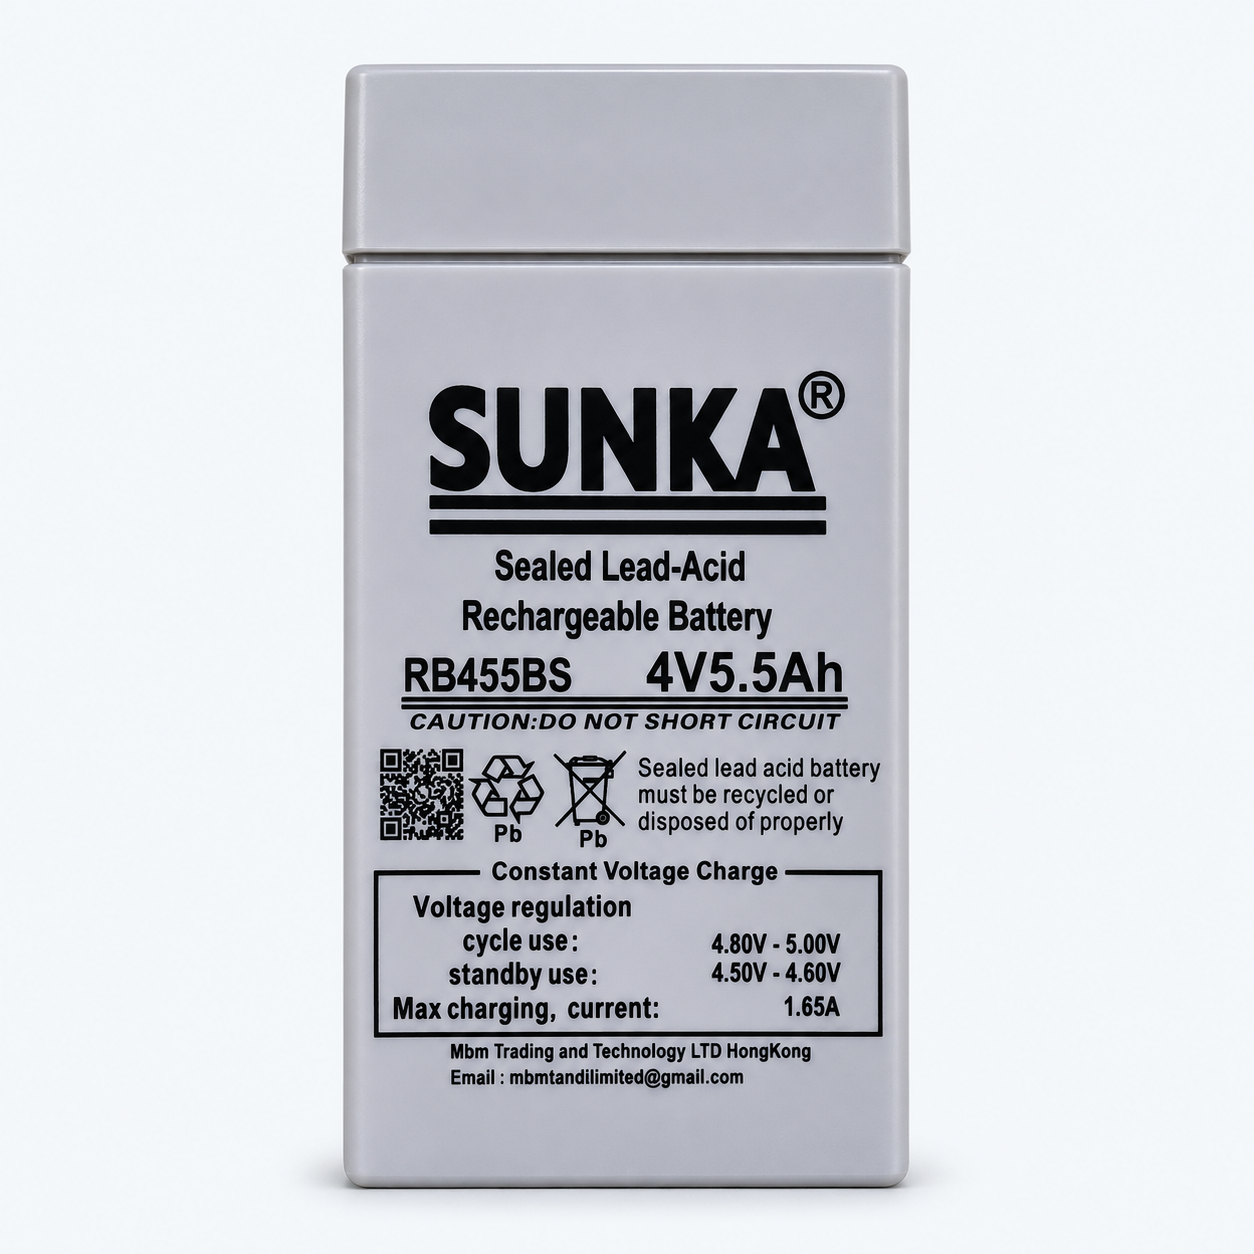 SUNKA®
Sealed Lead-Acid
Rechargeable Battery
RB455BS 4V5.5Ah
CAUTION:DO NOT SHORT CIRCUIT
Sealed lead acid battery
must be recycled or
disposed of properly
Pb
Pb
Constant Voltage Charge
Voltage regulation
cycle use: 4.80V - 5.00V
standby use: 4.50V - 4.60V
Max charging, current: 1.65A
Mbm Trading and Technology LTD HongKong
Email : mbmtandilimited@gmail.com